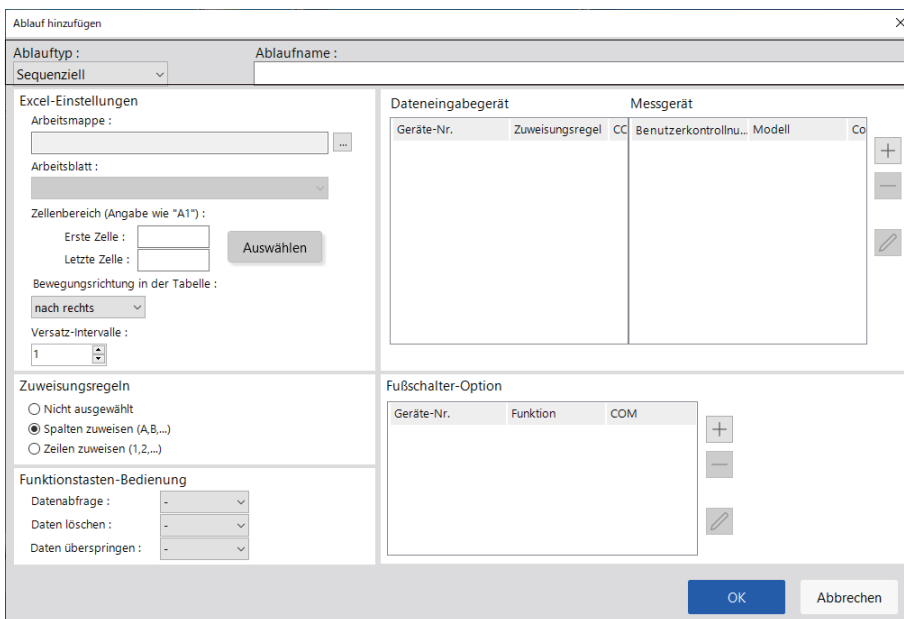 Ablauf hinzufügen
Ablauftyp :
Ablaufname :
Sequenziell
Excel-Einstellungen
Arbeitsmappe :
...
Arbeitsblatt :
Zellenbereich (Angabe wie "A1") :
Erste Zelle :
Letzte Zelle :
Auswählen
Bewegungsrichtung in der Tabelle :
nach rechts
Versatz-Intervalle :
1
Zuweisungsregeln
Nicht ausgewählt
Spalten zuweisen (A,B,...)
Zeilen zuweisen (1,2,...)
Funktionstasten-Bedienung
Datenabfrage : -
Daten löschen : -
Daten überspringen : -
Dateneingabegerät
Messgerät
Geräte-Nr. Zuweisungsregel CC Benutzerkontrollnu... Modell Co
Fußschalter-Option
Geräte-Nr. Funktion COM
OK
Abbrechen